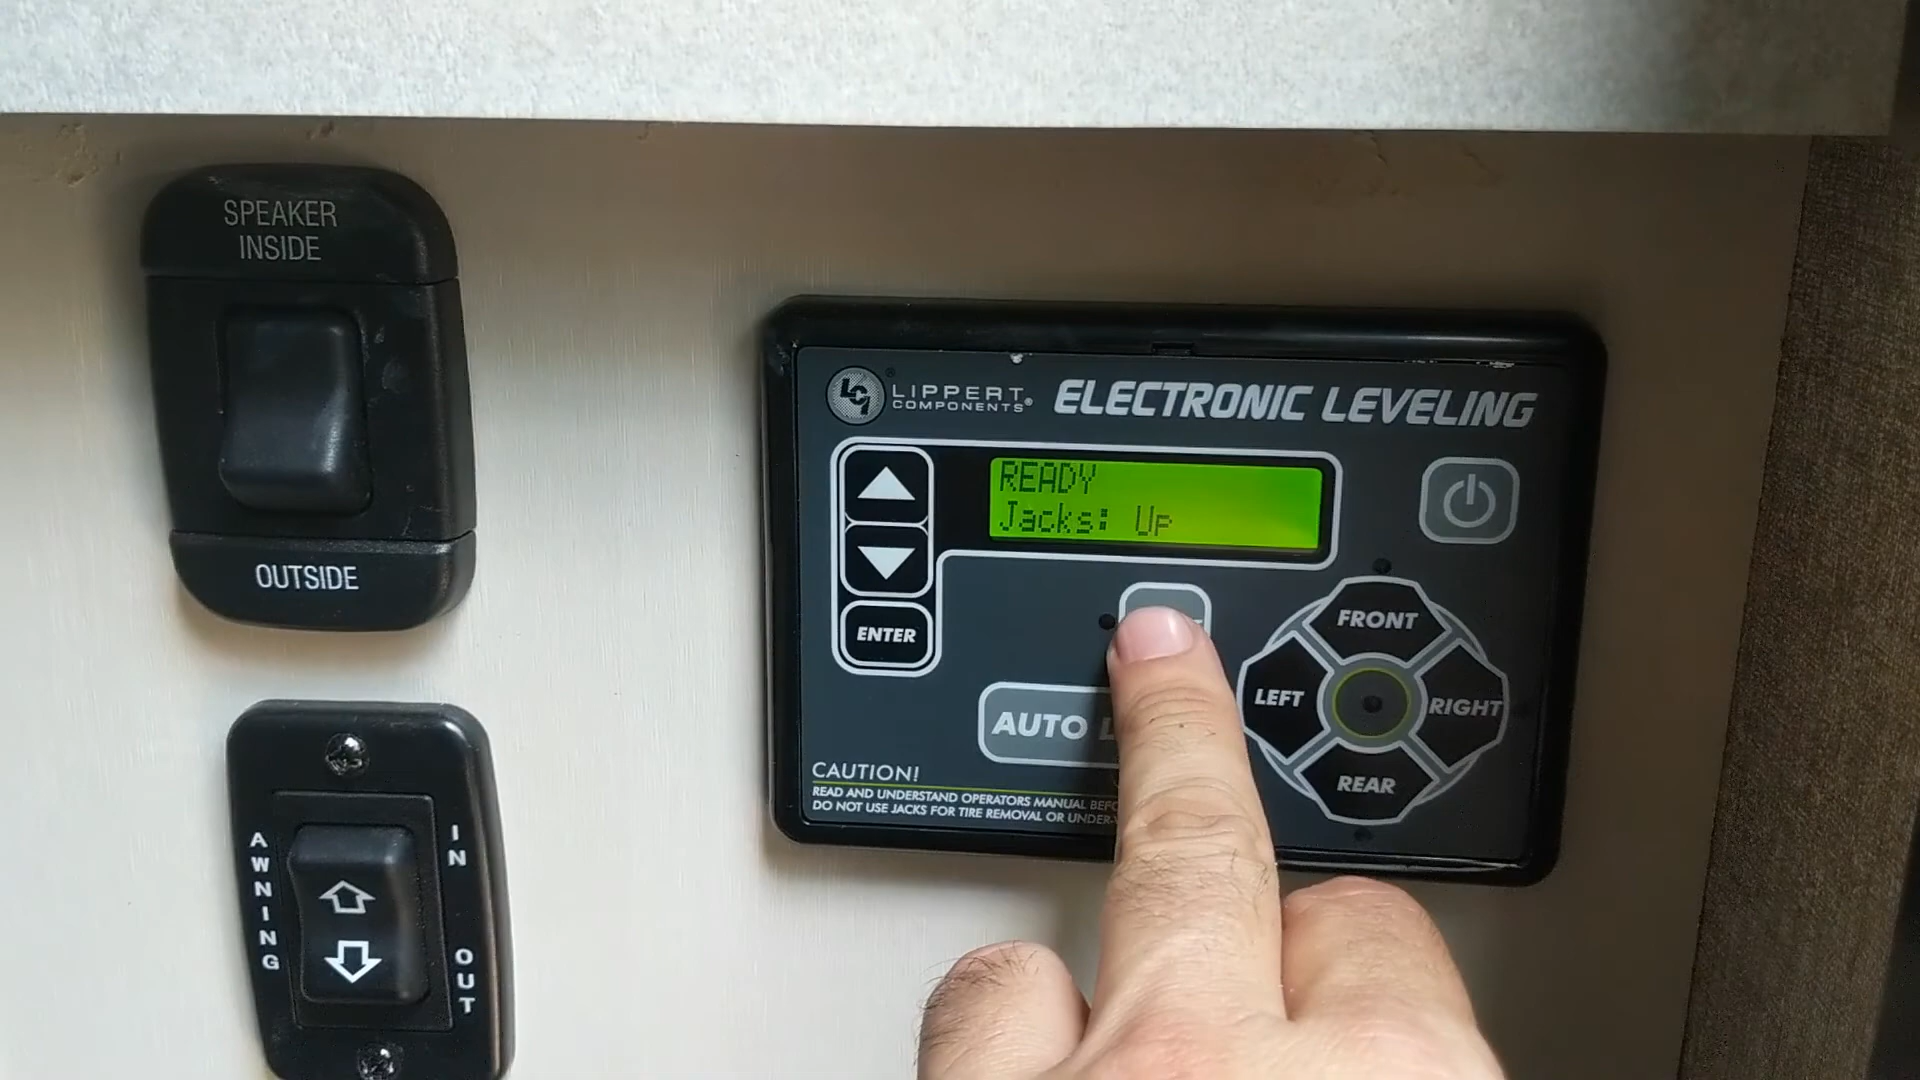 SPEAKER
INSIDE
OUTSIDE
AWNING
IN
OUT
LCI
LIPPERT
COMPONENTS®
ELECTRONIC LEVELING
READY
Jacks: Up
ENTER
AUTO
FRONT
LEFT
RIGHT
REAR
CAUTION!
READ AND UNDERSTAND OPERATORS MANUAL
DO NOT USE JACKS FOR TIRE REMOVAL OR